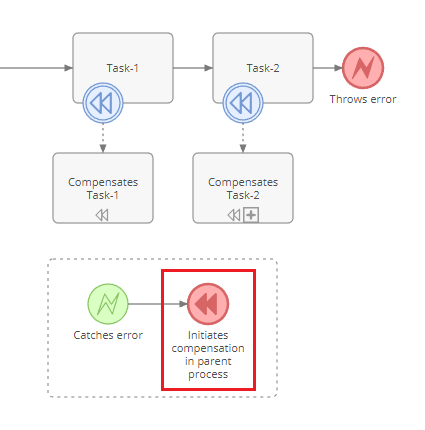 Task-1
Task-2
Throws error
Compensates
Task-1
Compensates
Task-2
Catches error
Initiates
compensation
in parent
process